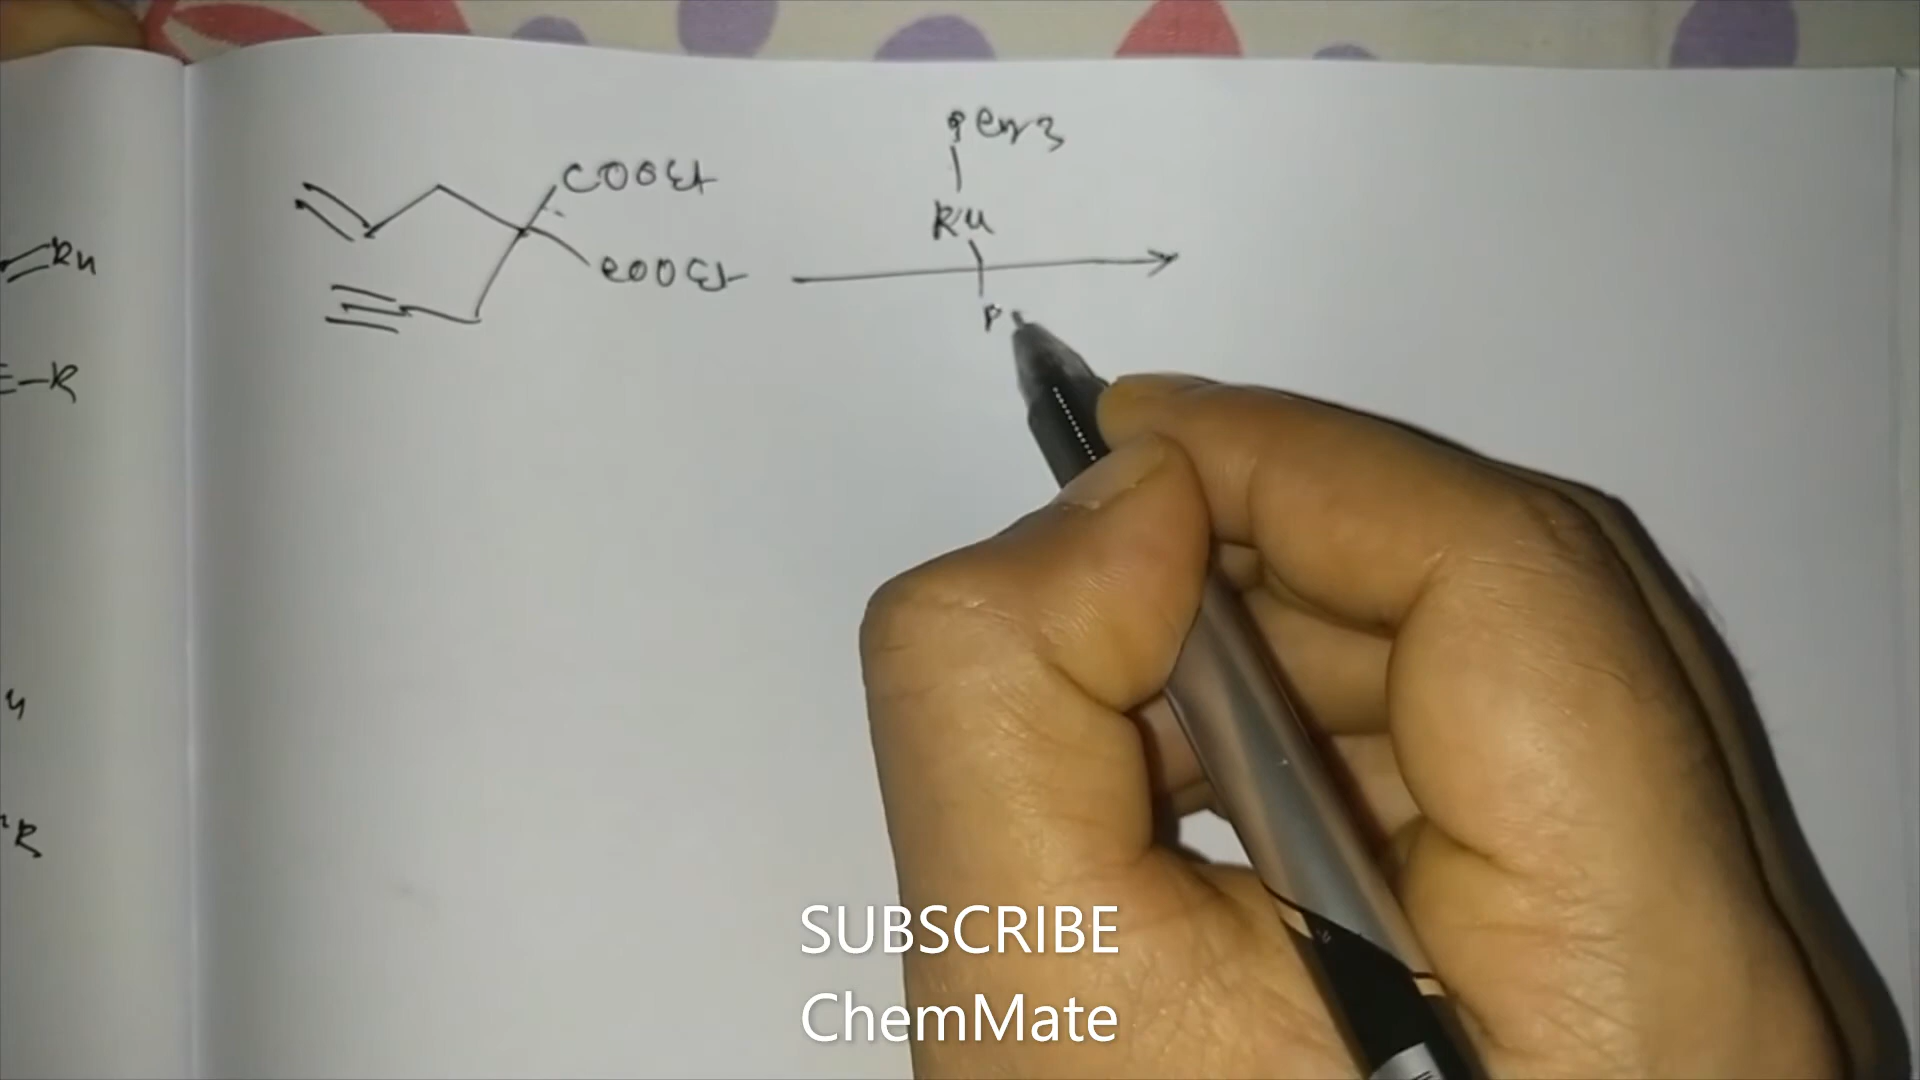 PCy3
COOEt
Ru
COOEt
P
Ru
≡-R
R
SUBSCRIBE
ChemMate